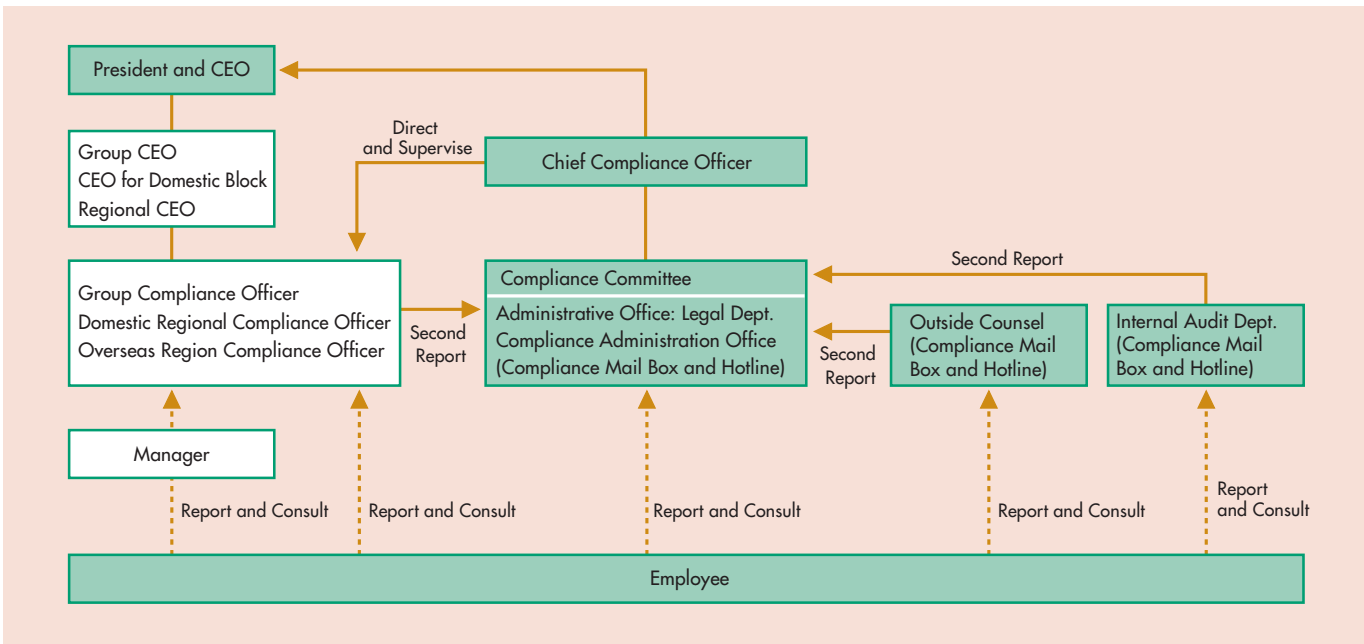 President and CEO
Group CEO
CEO for Domestic Block
Regional CEO
Direct
and Supervise
Chief Compliance Officer
Group Compliance Officer
Domestic Regional Compliance Officer
Overseas Region Compliance Officer
Second
Report
Compliance Committee
Administrative Office: Legal Dept.
Compliance Administration Office
(Compliance Mail Box and Hotline)
Second Report
Second
Report
Outside Counsel
(Compliance Mail
Box and Hotline)
Internal Audit Dept.
(Compliance Mail
Box and Hotline)
Manager
Report and Consult
Report and Consult
Report and Consult
Report and Consult
Report
and Consult
Employee